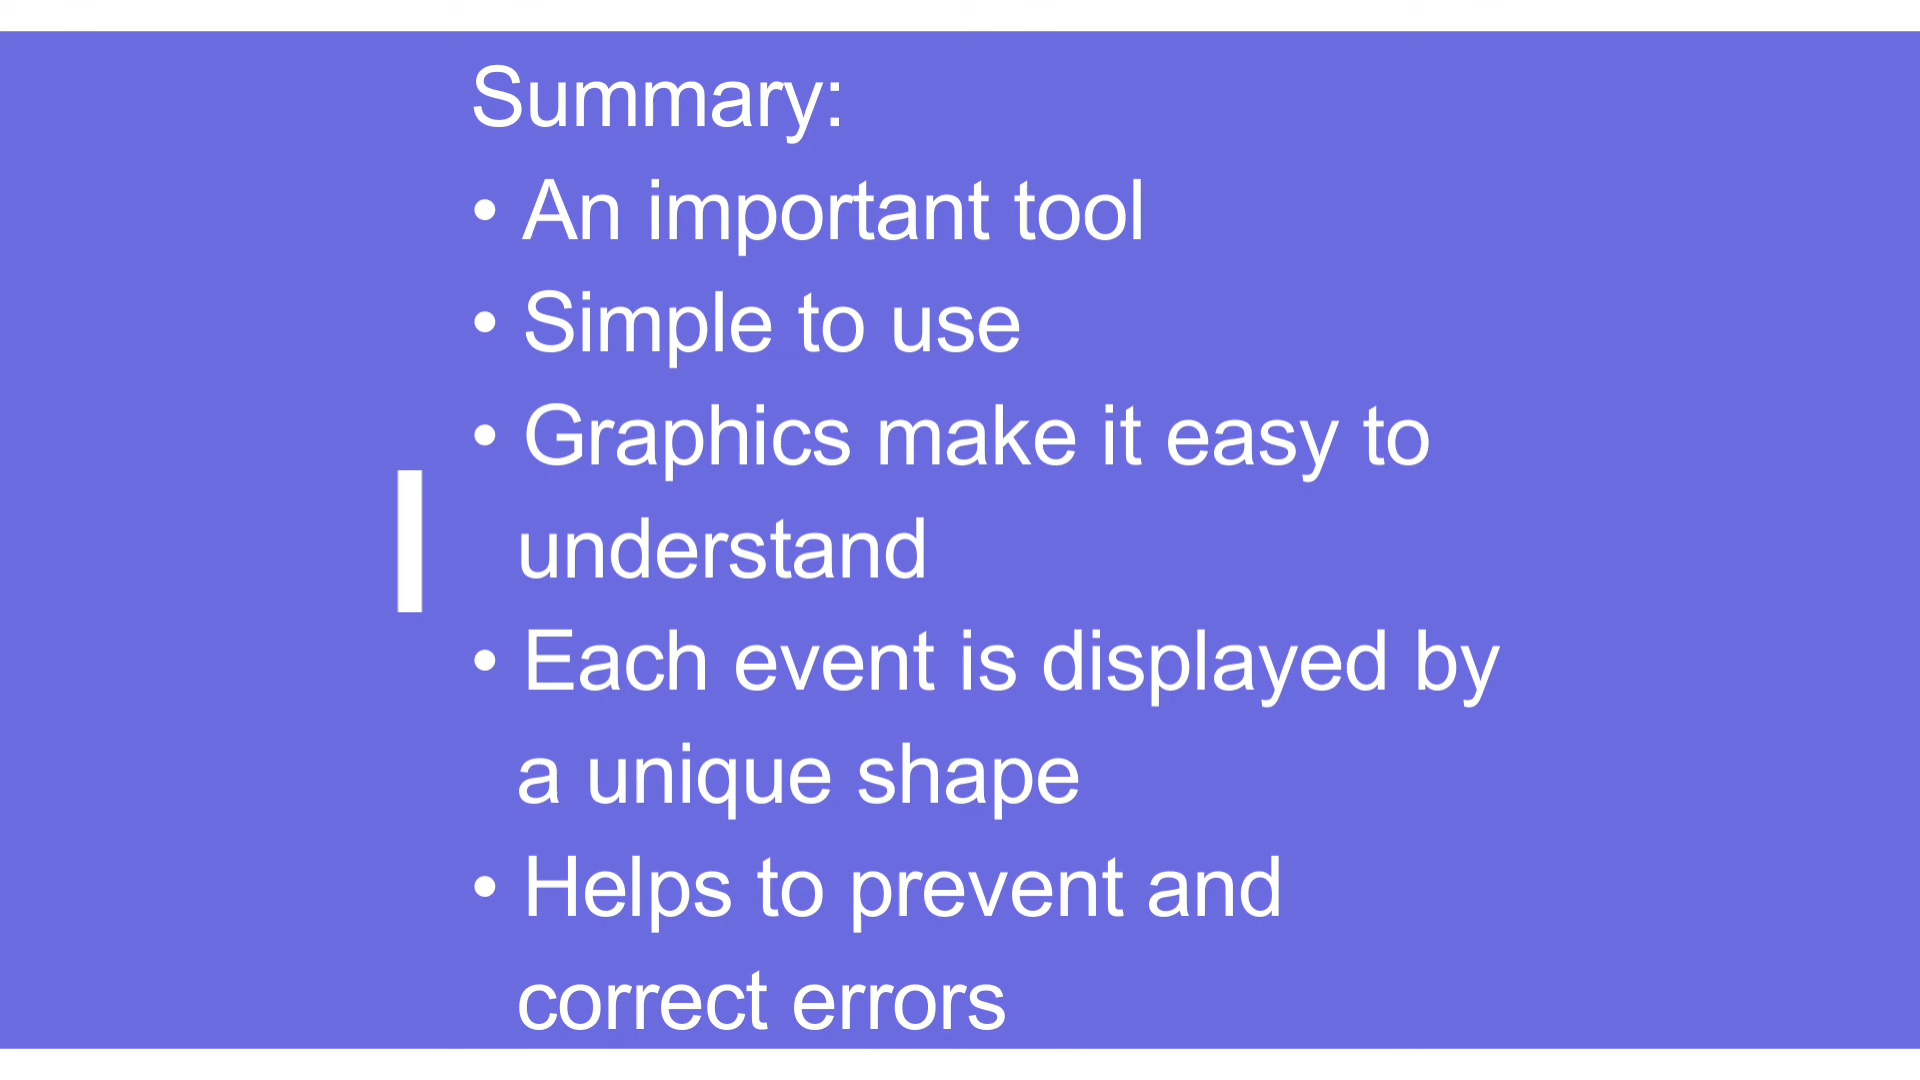 Summary:
• An important tool
• Simple to use
• Graphics make it easy to
understand
• Each event is displayed by
a unique shape
• Helps to prevent and
correct errors